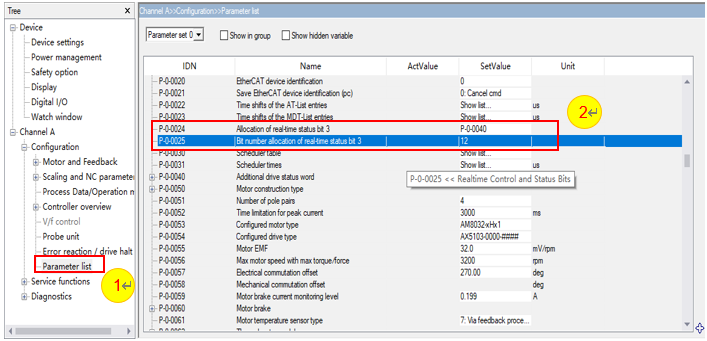 Tree x
Device
Device settings
Power management
Safety option
Display
Digital I/O
Watch window
Channel A
Configuration
Motor and Feedback
Scaling and NC parameter
Process Data/Operation m
Controller overview
V/f control
Probe unit
Error reaction / drive halt
Parameter list
Service functions
Diagnostics
1
Channel A>>Configuration>>Parameter list
Parameter set 0 Show in group Show hidden variable
IDN Name ActValue SetValue Unit
P-0-0020 EtherCAT device identification 0
P-0-0021 Save EtherCAT device identification (pc) 0: Cancel cmd
P-0-0022 Time shifts of the AT-List entries Show list... us
P-0-0023 Time shifts of the MDT-List entries Show list... us
P-0-0024 Allocation of real-time status bit 3 P-0-0040
P-0-0025 Bit number allocation of real-time status bit 3 12
P-0-0030 Scheduler table Show list...
P-0-0031 Scheduler times Show list... us
P-0-0040 Additional drive status word
P-0-0050 Motor construction type
P-0-0051 Number of pole pairs 4
P-0-0052 Time limitation for peak current 3000 ms
P-0-0053 Configured motor type AM8032-xHx1
P-0-0054 Configured drive type AX5103-0000-####
P-0-0055 Motor EMF 32.0 mV/rpm
P-0-0056 Max motor speed with max torque/force 3200 rpm
P-0-0057 Electrical commutation offset 270.00 deg
P-0-0058 Mechanical commutation offset deg
P-0-0059 Motor brake current monitoring level 0.199 A
P-0-0060 Motor brake
P-0-0061 Motor temperature sensor type 7: Via feedback proce...
P-0-0025 << Realtime Control and Status Bits
2